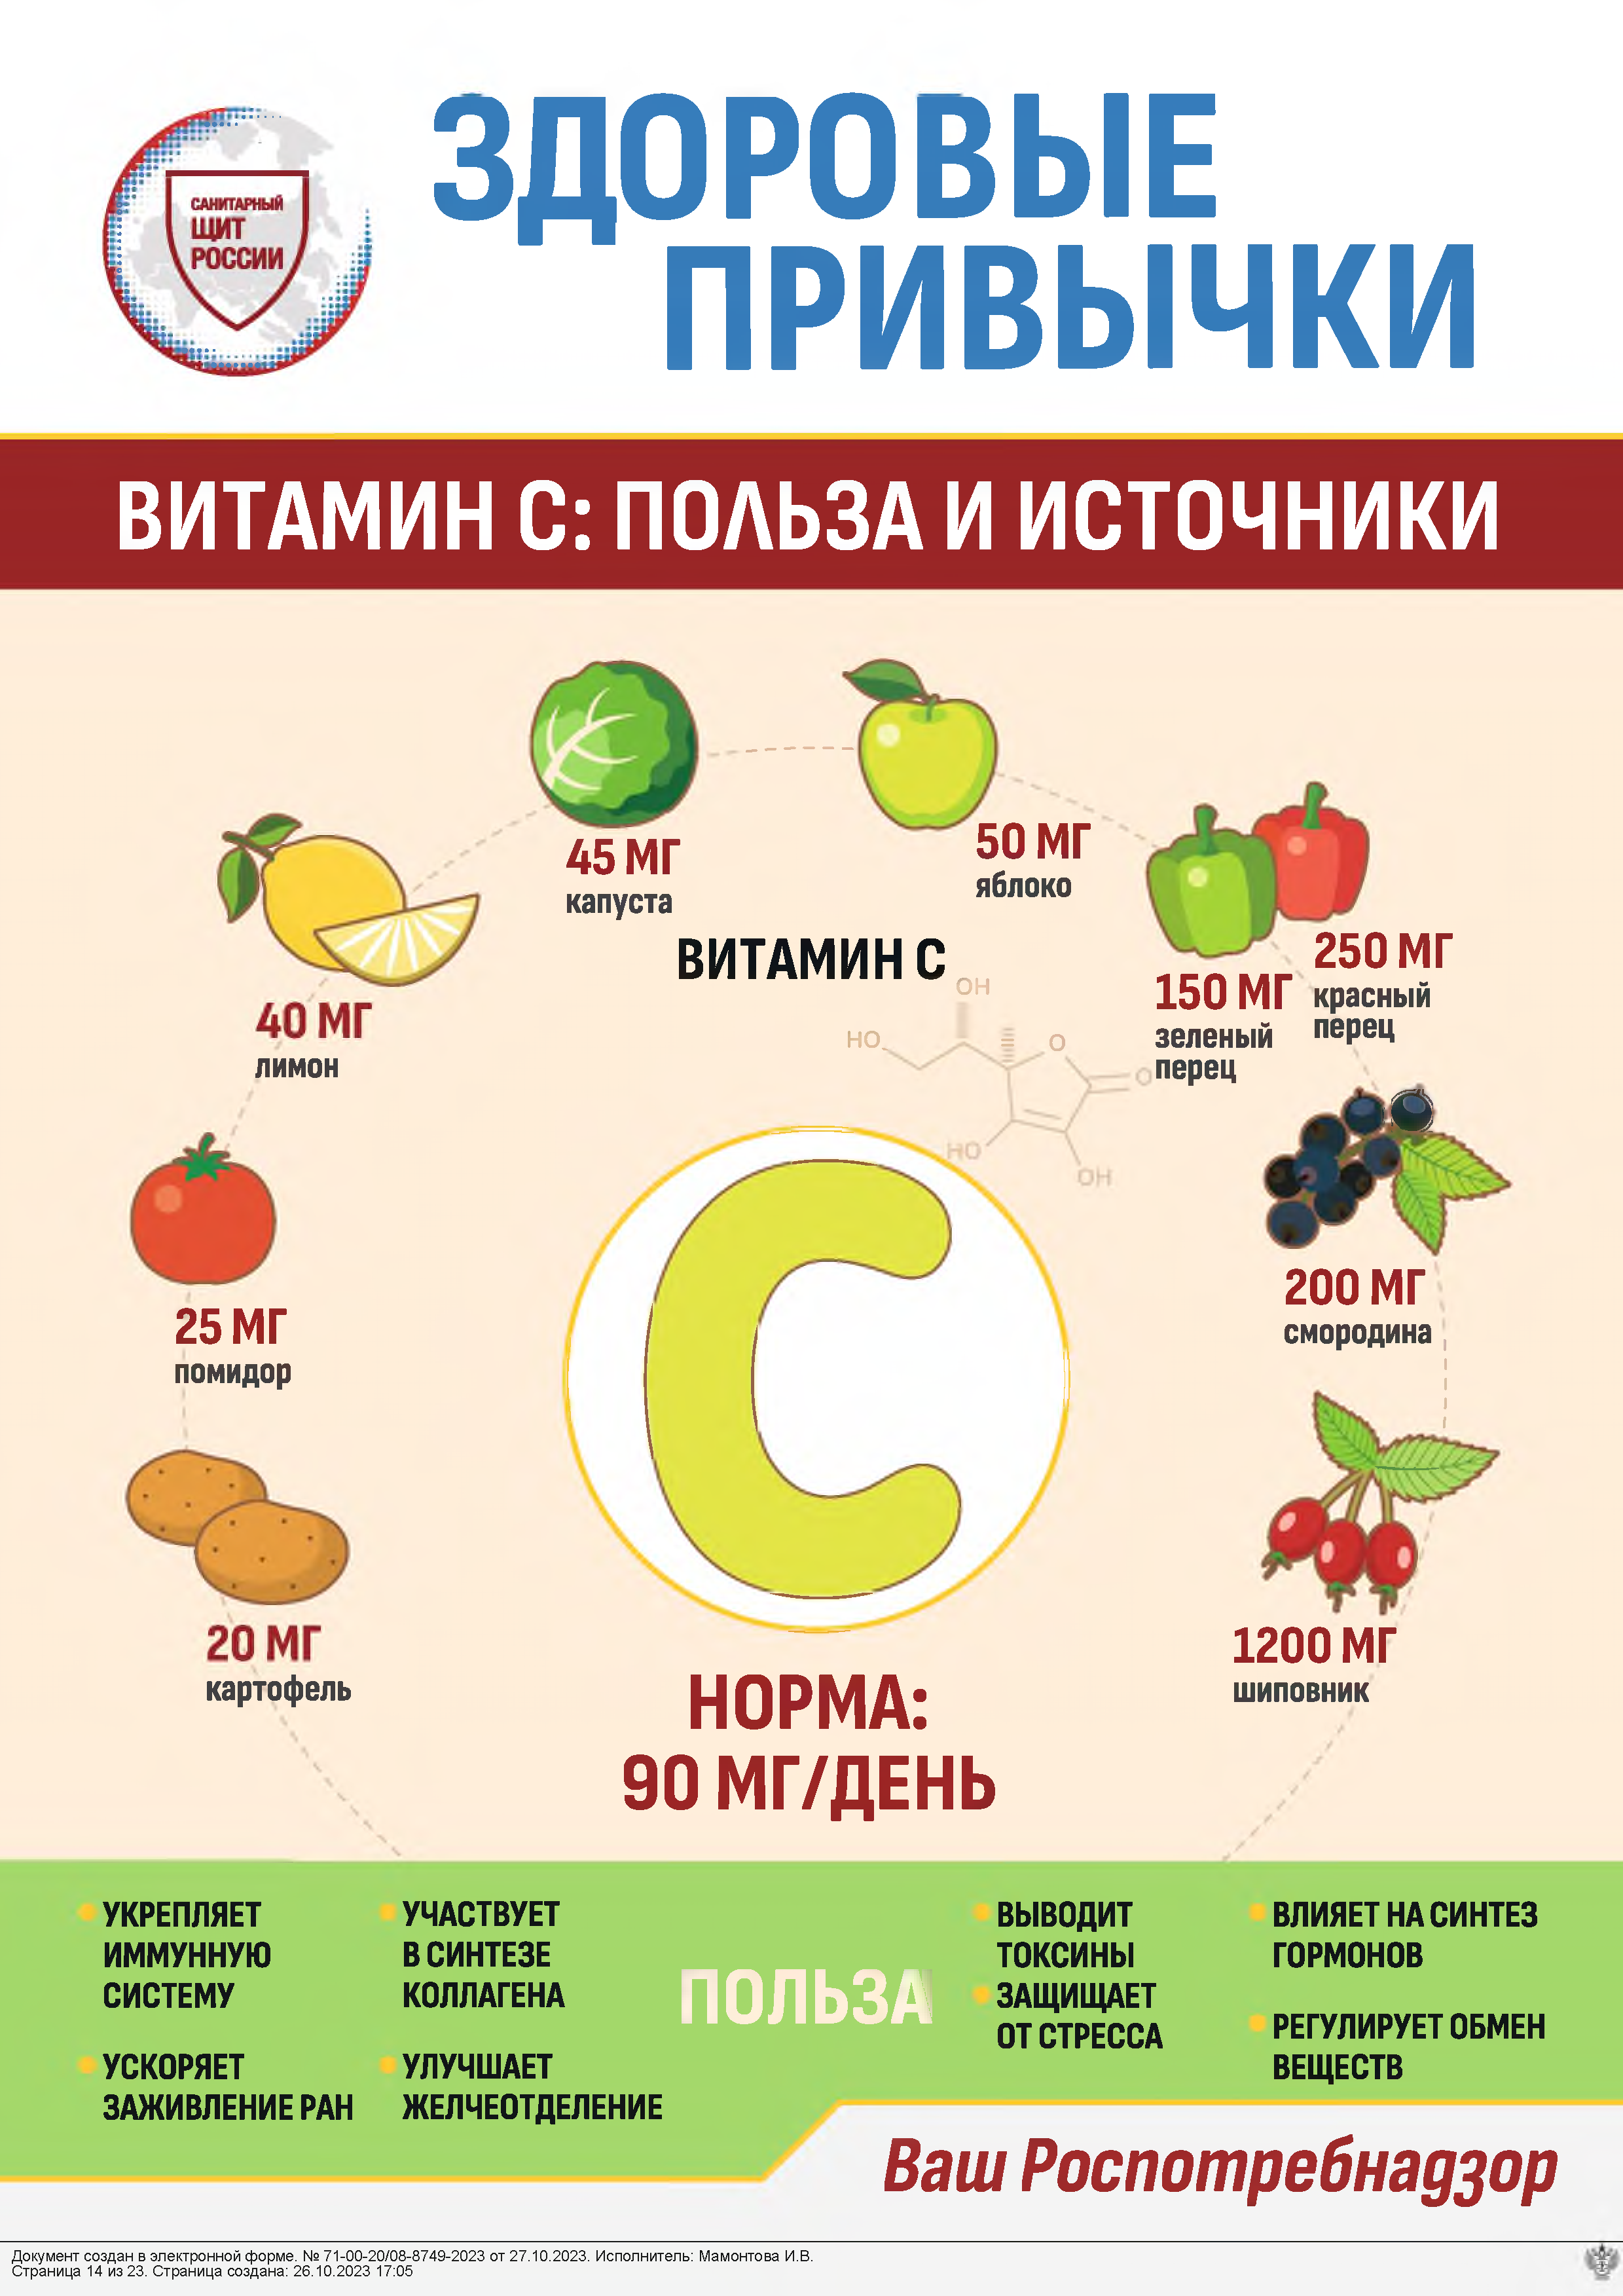 САНИТАРНЫЙ
ЩИТ
РОССИИ
ЗДОРОВЫЕ
ПРИВЫЧКИ
ВИТАМИН С: ПОЛЬЗА И ИСТОЧНИКИ
45 МГ
капуста
50 МГ
яблоко
40 МГ
лимон
250 МГ
красный
перец
150 МГ
зеленый
перец
ВИТАМИН С
OH
HO
O
O
HO
OH
25 МГ
помидор
200 МГ
смородина
20 МГ
картофель
1200 МГ
шиповник
С
НОРМА:
90 МГ/ДЕНЬ
УКРЕПЛЯЕТ
ИММУННУЮ
СИСТЕМУ
УСКОРЯЕТ
ЗАЖИВЛЕНИЕ РАН
УЧАСТВУЕТ
В СИНТЕЗЕ
КОЛЛАГЕНА
УЛУЧШАЕТ
ЖЕЛЧЕОТДЕЛЕНИЕ
ПОЛЬЗА
ВЫВОДИТ
ТОКСИНЫ
ЗАЩИЩАЕТ
ОТ СТРЕССА
ВЛИЯЕТ НА СИНТЕЗ
ГОРМОНОВ
РЕГУЛИРУЕТ ОБМЕН
ВЕЩЕСТВ
Ваш Роспотребнадзор
Документ создан в электронной форме. № 71-00-20/08-8749-2023 от 27.10.2023. Исполнитель: Мамонтова И.В.
Страница 14 из 23. Страница создана: 26.10.2023 17:05